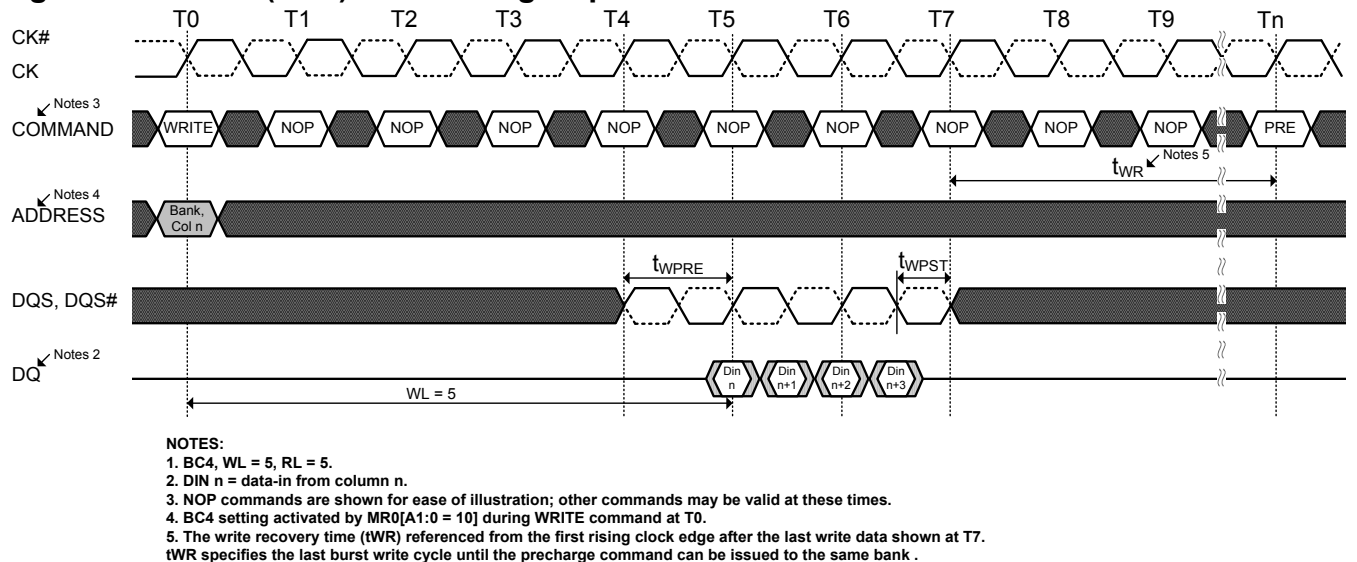 T0 T1 T2 T3 T4 T5 T6 T7 T8 T9 Tn
CK#
CK
Notes 3
COMMAND WRITE NOP NOP NOP NOP NOP NOP NOP NOP NOP PRE
tWR Notes 5
Notes 4
ADDRESS
Bank,
Col n
tWPRE tWPST
DQS, DQS#
Notes 2
DQ
Din Din Din Din
n n+1 n+2 n+3
WL = 5
NOTES:
1. BC4, WL = 5, RL = 5.
2. DIN n = data-in from column n.
3. NOP commands are shown for ease of illustration; other commands may be valid at these times.
4. BC4 setting activated by MR0[A1:0 = 10] during WRITE command at T0.
5. The write recovery time (tWR) referenced from the first rising clock edge after the last write data shown at T7.
tWR specifies the last burst write cycle until the precharge command can be issued to the same bank .